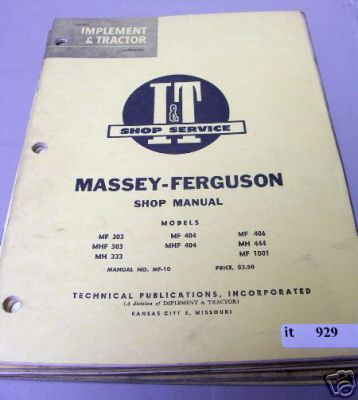 IMPLEMENT
& TRACTOR
I&T
SHOP SERVICE
MASSEY-FERGUSON
SHOP MANUAL
MODELS
MF 303 MF 404 MF 406
MHF 303 MHF 404 MH 444
MH 333 MF 1001
MANUAL NO. MF-10 PRICE, $2.50
TECHNICAL PUBLICATIONS, INCORPORATED
(A division of IMPLEMENT & TRACTOR)
KANSAS CITY 5, MISSOURI
it 929